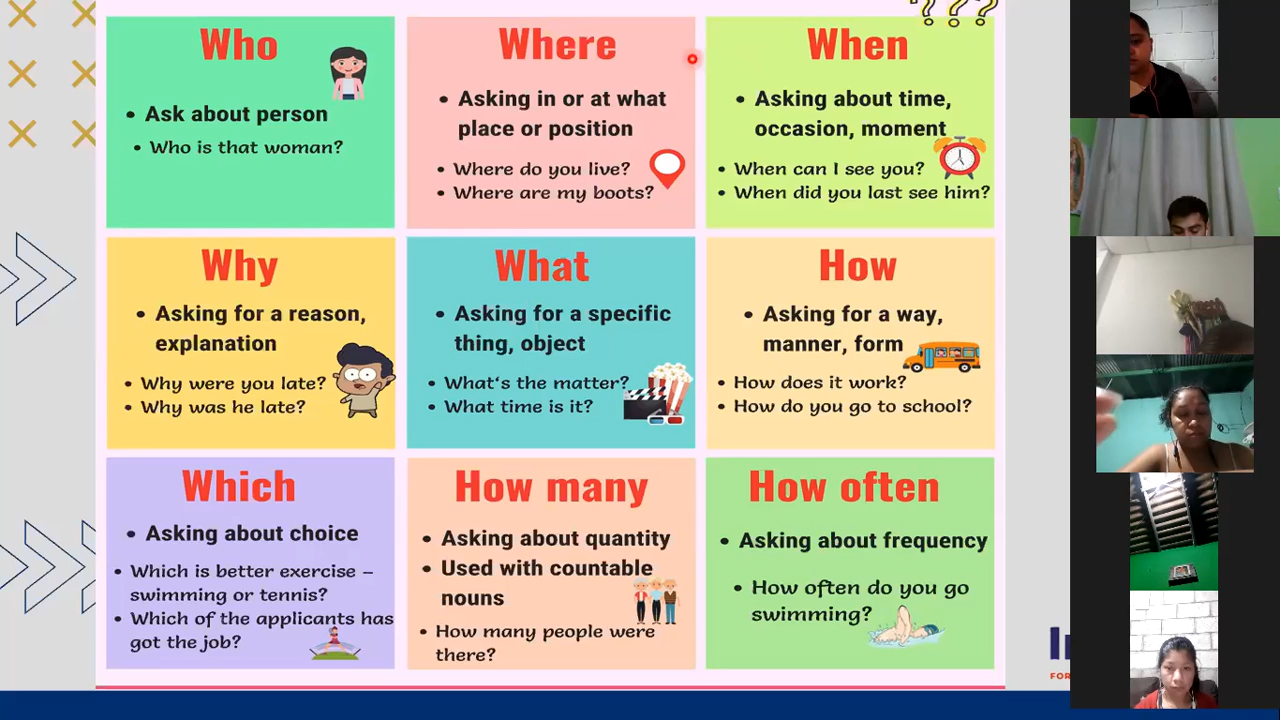 ? ? ?
Who
• Ask about person
• Who is that woman?
Where
• Asking in or at what
place or position
• Where do you live?
• Where are my boots?
When
• Asking about time,
occasion, moment
• When can I see you?
• When did you last see him?
Why
• Asking for a reason,
explanation
• Why were you late?
• Why was he late?
What
• Asking for a specific
thing, object
• What's the matter?
• What time is it?
How
• Asking for a way,
manner, form
• How does it work?
• How do you go to school?
Which
• Asking about choice
• Which is better exercise –
swimming or tennis?
• Which of the applicants has
got the job?
How many
• Asking about quantity
• Used with countable
nouns
• How many people were
there?
How often
• Asking about frequency
• How often do you go
swimming?